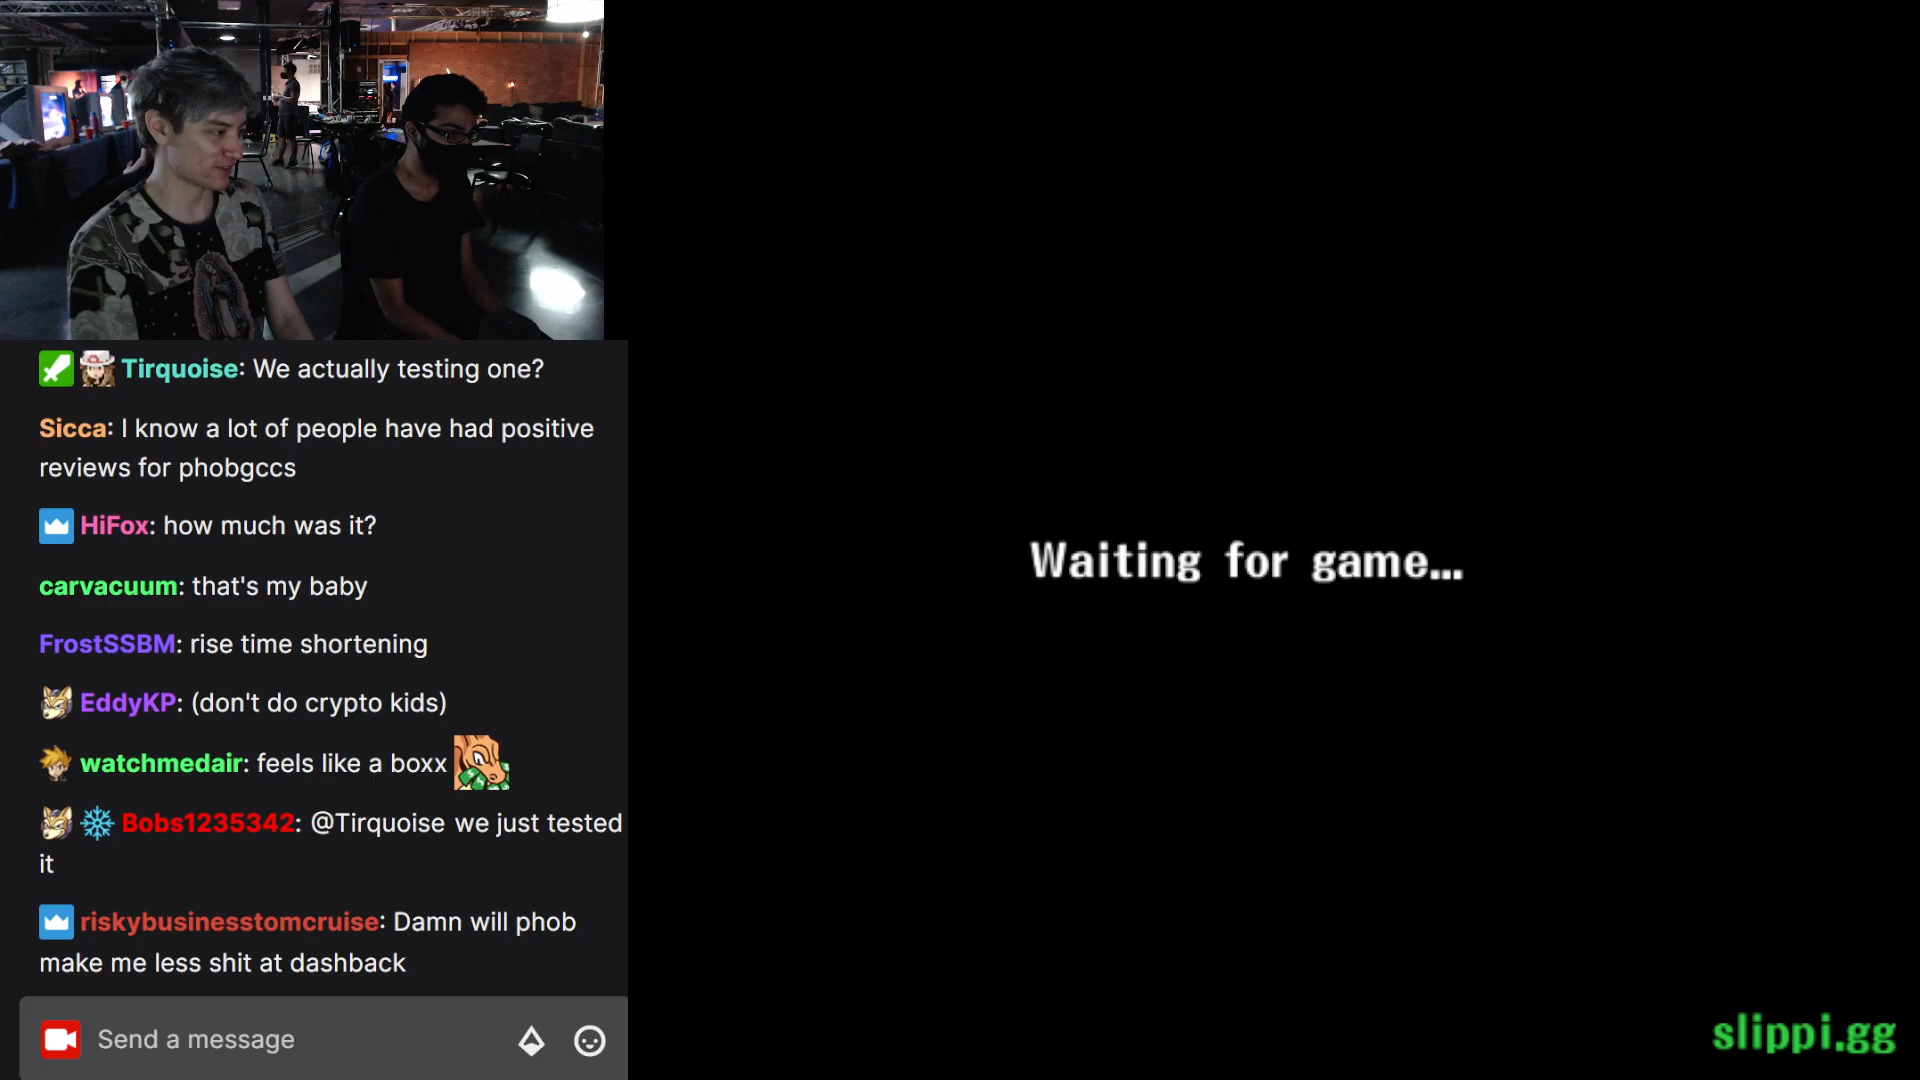 Tirquoise: We actually testing one?
Sicca: I know a lot of people have had positive
reviews for phobgccs
HiFox: how much was it?
carvacuum: that's my baby
FrostSSBM: rise time shortening
EddyKP: (don't do crypto kids)
watchmedair: feels like a boxx
Bobs1235342: @Tirquoise we just tested
it
riskybusinesstomcruise: Damn will phob
make me less shit at dashback
Send a message
Waiting for game...
slippi.gg